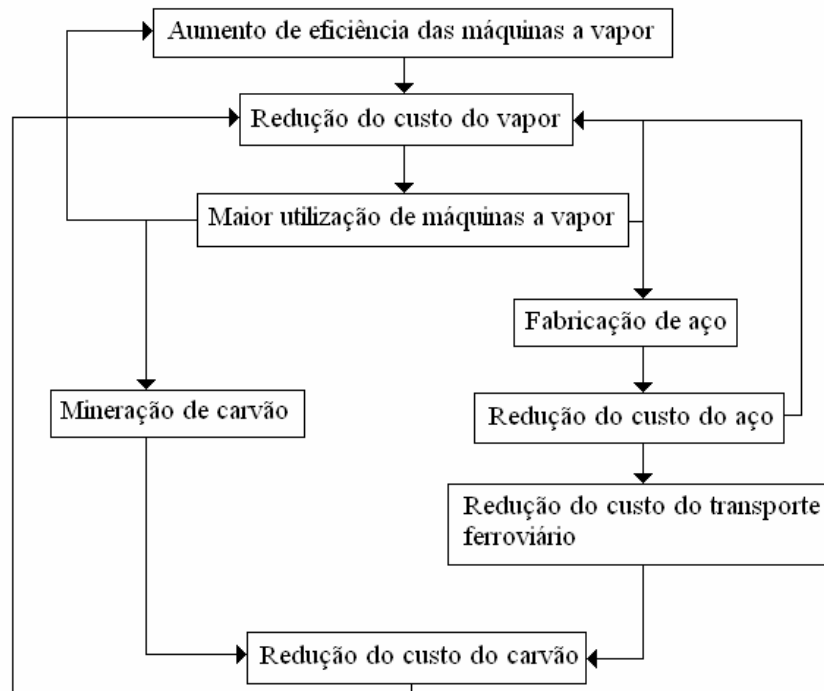 Aumento de eficiência das máquinas a vapor
Redução do custo do vapor
Maior utilização de máquinas a vapor
Fabricação de aço
Mineração de carvão
Redução do custo do aço
Redução do custo do transporte
ferroviário
Redução do custo do carvão